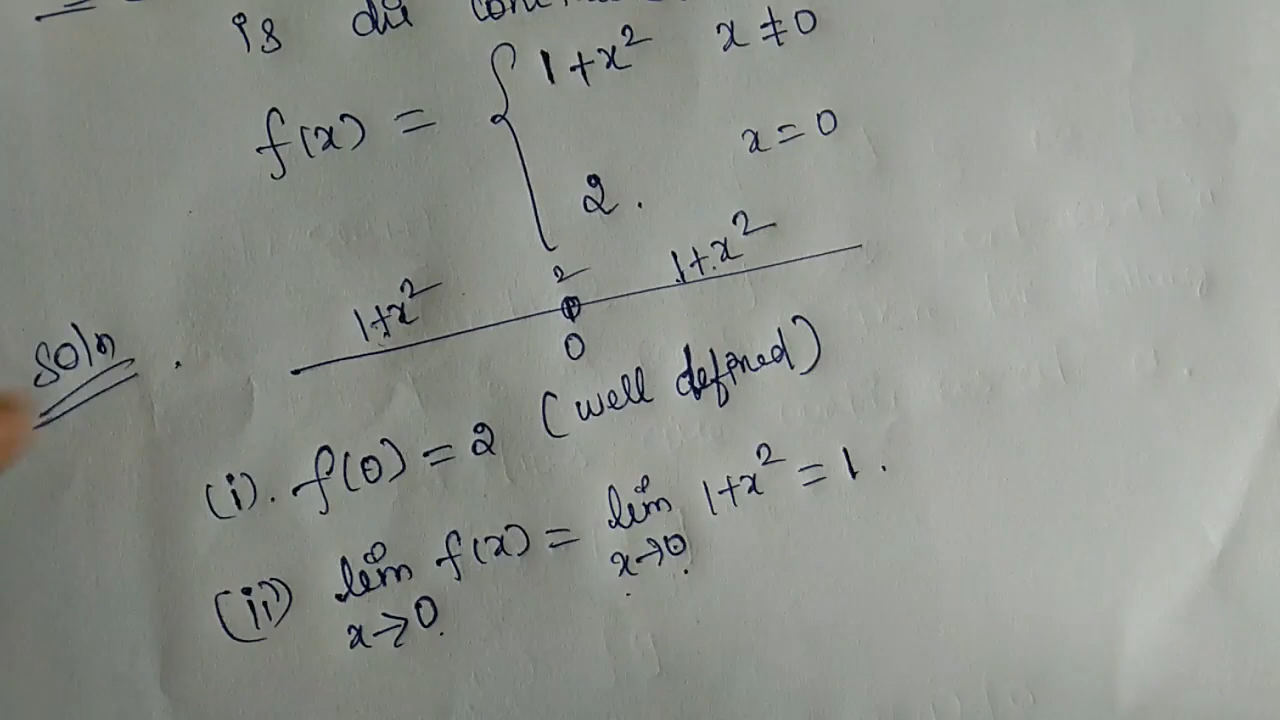 is dis
f(x) = { 1+x² x≠0
2. x=0
1+x² 2 1+x²
0
Soln
(i). f(0) = 2 (well defined)
(ii) lim f(x) = lim 1+x² = 1.
x→0 x→0